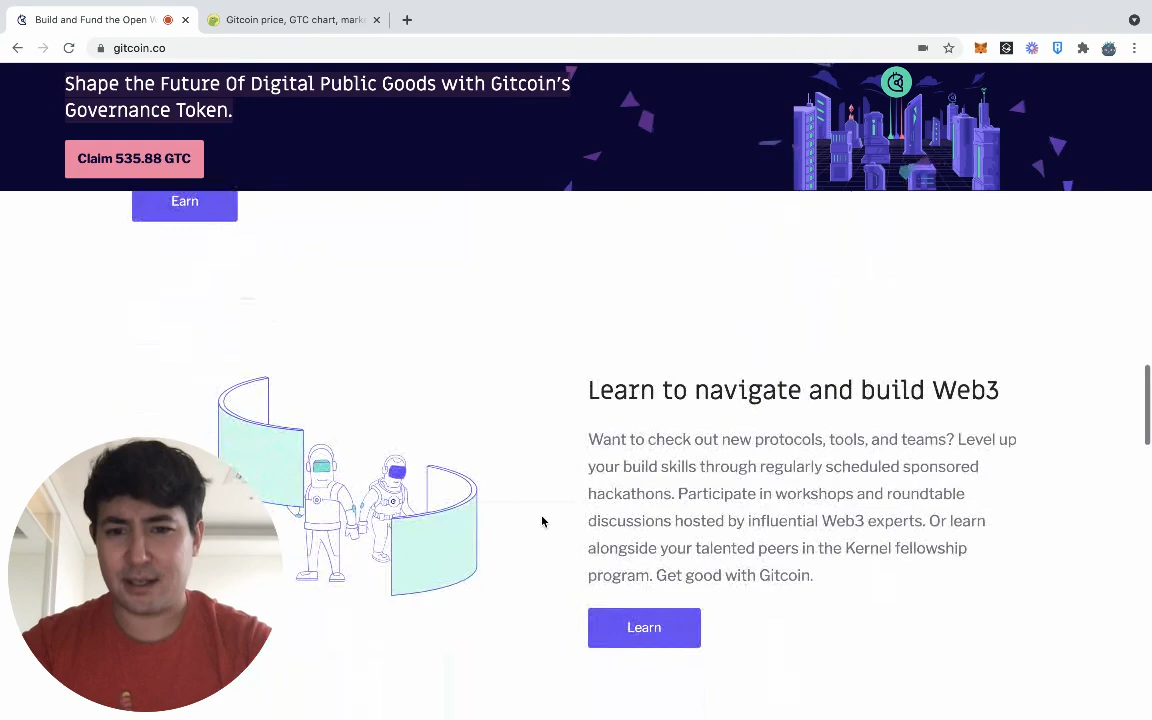 Build and Fund the Open W
Gitcoin price, GTC chart, mark
gitcoin.co
Shape the Future Of Digital Public Goods with Gitcoin's
Governance Token.
Claim 535.88 GTC
Earn
Learn to navigate and build Web3
Want to check out new protocols, tools, and teams? Level up
your build skills through regularly scheduled sponsored
hackathons. Participate in workshops and roundtable
discussions hosted by influential Web3 experts. Or learn
alongside your talented peers in the Kernel fellowship
program. Get good with Gitcoin.
Learn